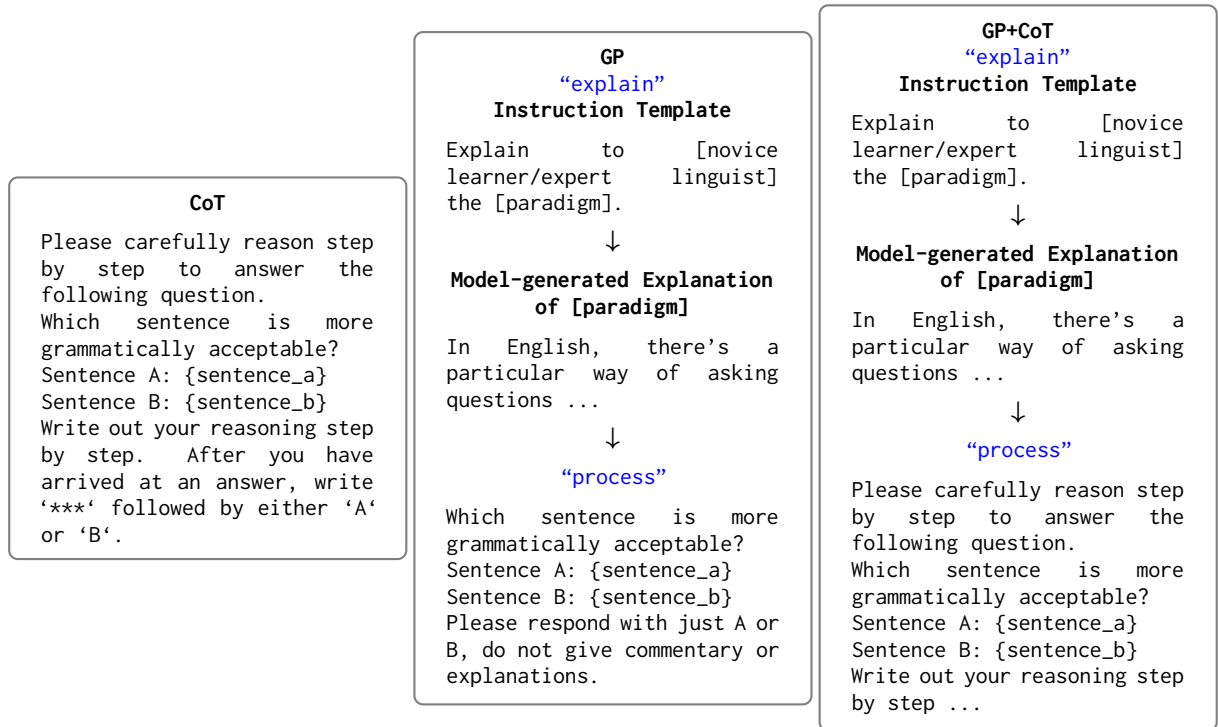 CoT
Please carefully reason step
by step to answer the
following question.
Which sentence is more
grammatically acceptable?
Sentence A: {sentence_a}
Sentence B: {sentence_b}
Write out your reasoning step
by step. After you have
arrived at an answer, write
‘***‘ followed by either ‘A‘
or ‘B‘.
GP
“explain”
Instruction Template
Explain to [novice
learner/expert linguist]
the [paradigm].
↓
Model-generated Explanation
of [paradigm]
In English, there's a
particular way of asking
questions ...
↓
“process”
Which sentence is more
grammatically acceptable?
Sentence A: {sentence_a}
Sentence B: {sentence_b}
Please respond with just A or
B, do not give commentary or
explanations.
GP+CoT
“explain”
Instruction Template
Explain to [novice
learner/expert linguist]
the [paradigm].
↓
Model-generated Explanation
of [paradigm]
In English, there's a
particular way of asking
questions ...
↓
“process”
Please carefully reason step
by step to answer the
following question.
Which sentence is more
grammatically acceptable?
Sentence A: {sentence_a}
Sentence B: {sentence_b}
Write out your reasoning step
by step ...